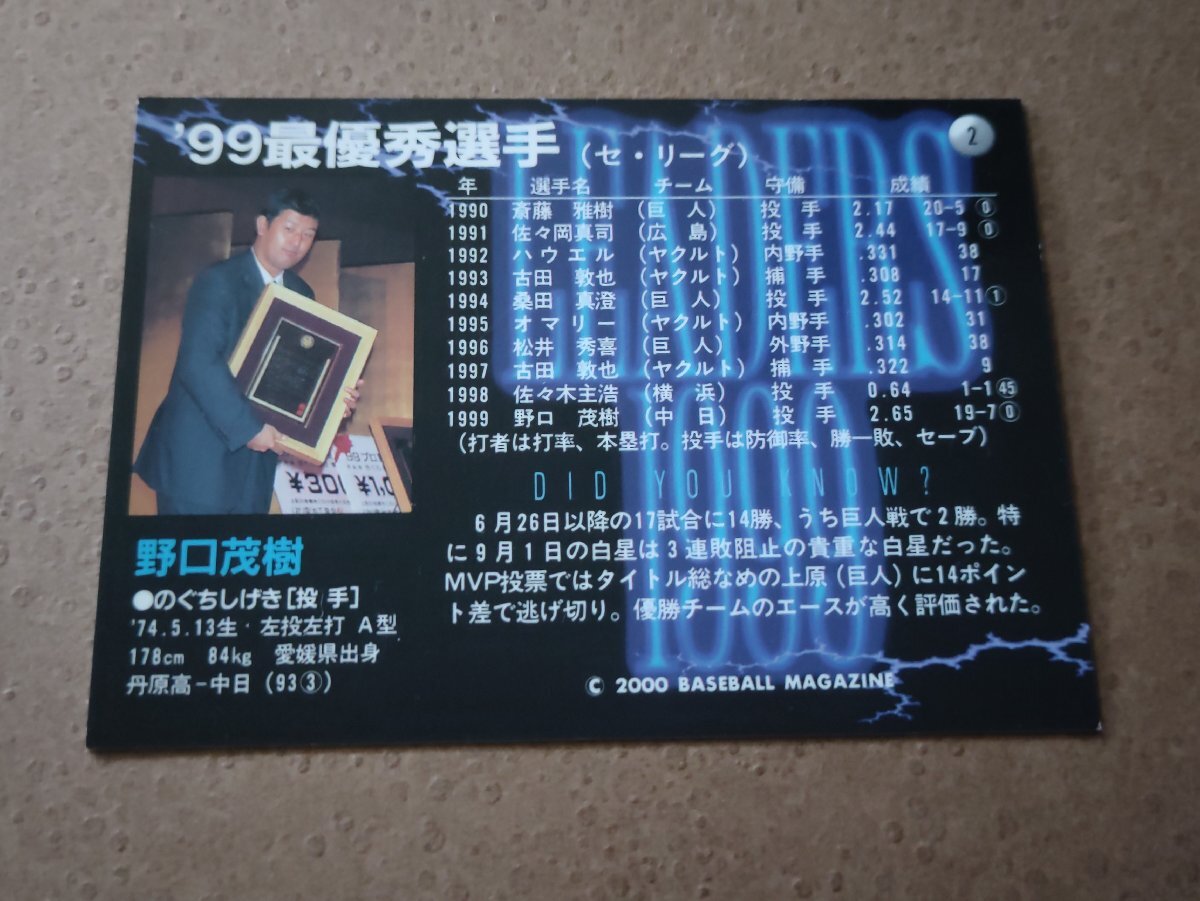 '99最優秀選手(セ・リーグ)
2
年 選手名 チーム 守備 成績
1990 斎藤 雅樹 (巨 人) 投 手 2.17 20-5⓪
1991 佐々岡真司 (広 島) 投 手 2.44 17-9⓪
1992 ハウエル (ヤクルト) 内野手 .331 38
1993 古田 敦也 (ヤクルト) 捕 手 .308 17
1994 桑田 真澄 (巨 人) 投 手 2.52 14-11①
1995 オマリー (ヤクルト) 内野手 .302 31
1996 松井 秀喜 (巨 人) 外野手 .314 38
1997 古田 敦也 (ヤクルト) 捕 手 .322 9
1998 佐々木主浩 (横 浜) 投 手 0.64 1-1㊺
1999 野口 茂樹 (中 日) 投 手 2.65 19-7⓪
(打者は打率、本塁打。投手は防御率、勝ー敗、セーブ)
DID YOU KNOW?
6月26日以降の17試合に14勝、うち巨人戦で2勝。特
に9月1日の白星は3連敗阻止の貴重な白星だった。
MVP投票ではタイトル総なめの上原(巨人)に14ポイン
ト差で逃げ切り。優勝チームのエースが高く評価された。
LEADERS
1999
野口茂樹
●のぐちしげき[投 手]
'74.5.13生・左投左打 A型
178cm 84kg 愛媛県出身
丹原高−中日(93③)
© 2000 BASEBALL MAGAZINE